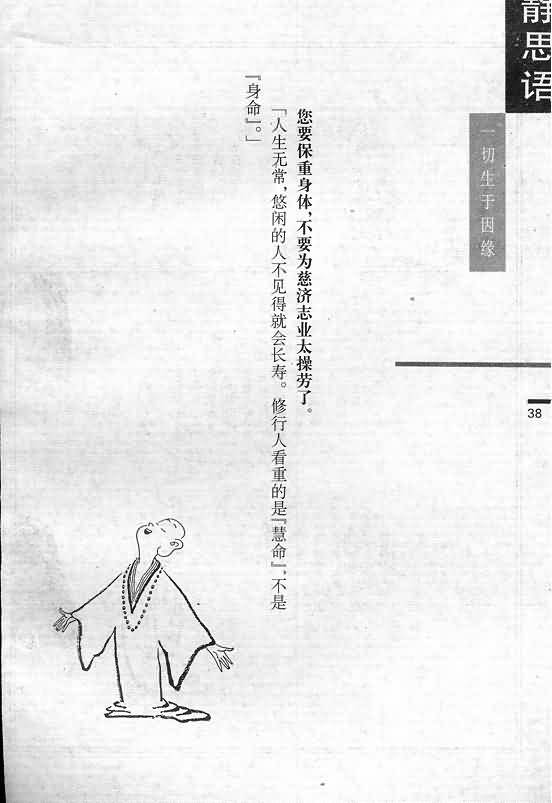 静思语
一切生于因缘
您要保重身体，不要为慈济志业太操劳了。
「人生无常，悠闲的人不见得就会长寿。修行人看重的是『慧命』，不是
『身命』。」
38